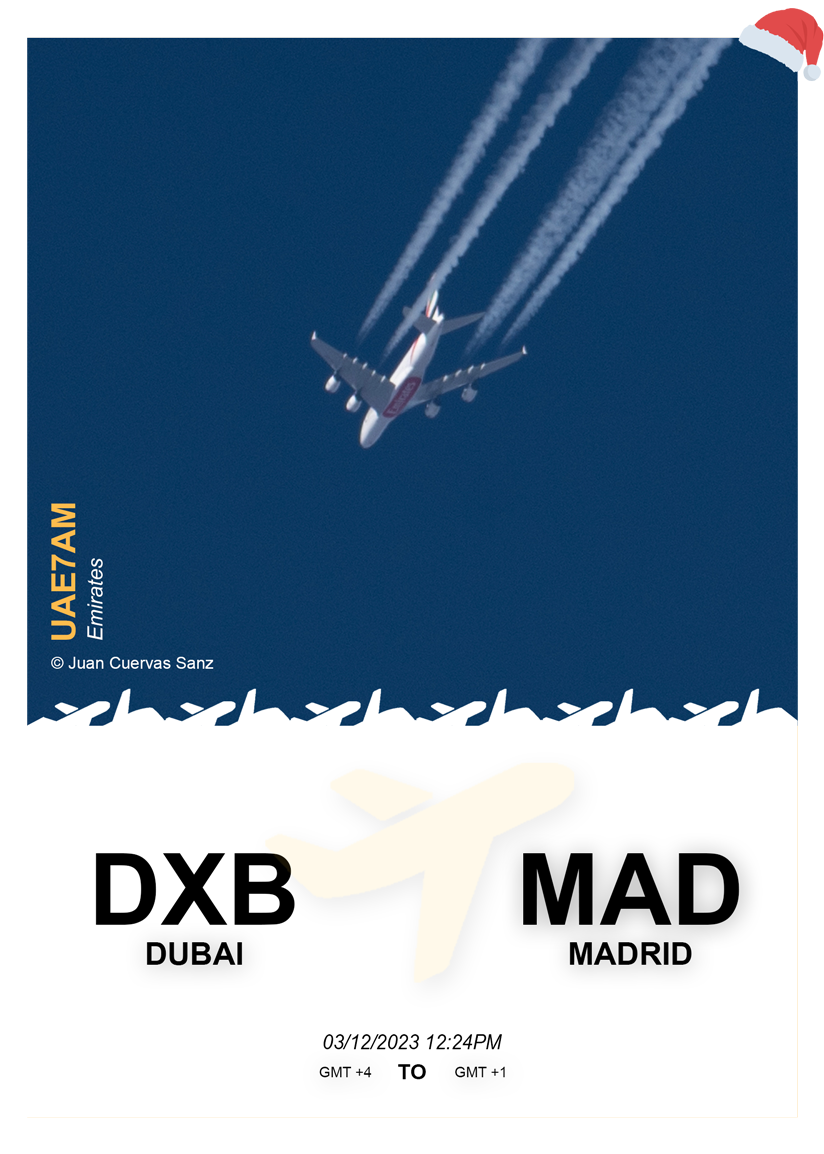 UAE7AM
Emirates
© Juan Cuervas Sanz
DXB
MAD
DUBAI
MADRID
03/12/2023 12:24PM
GMT +4 TO GMT +1
Emirates